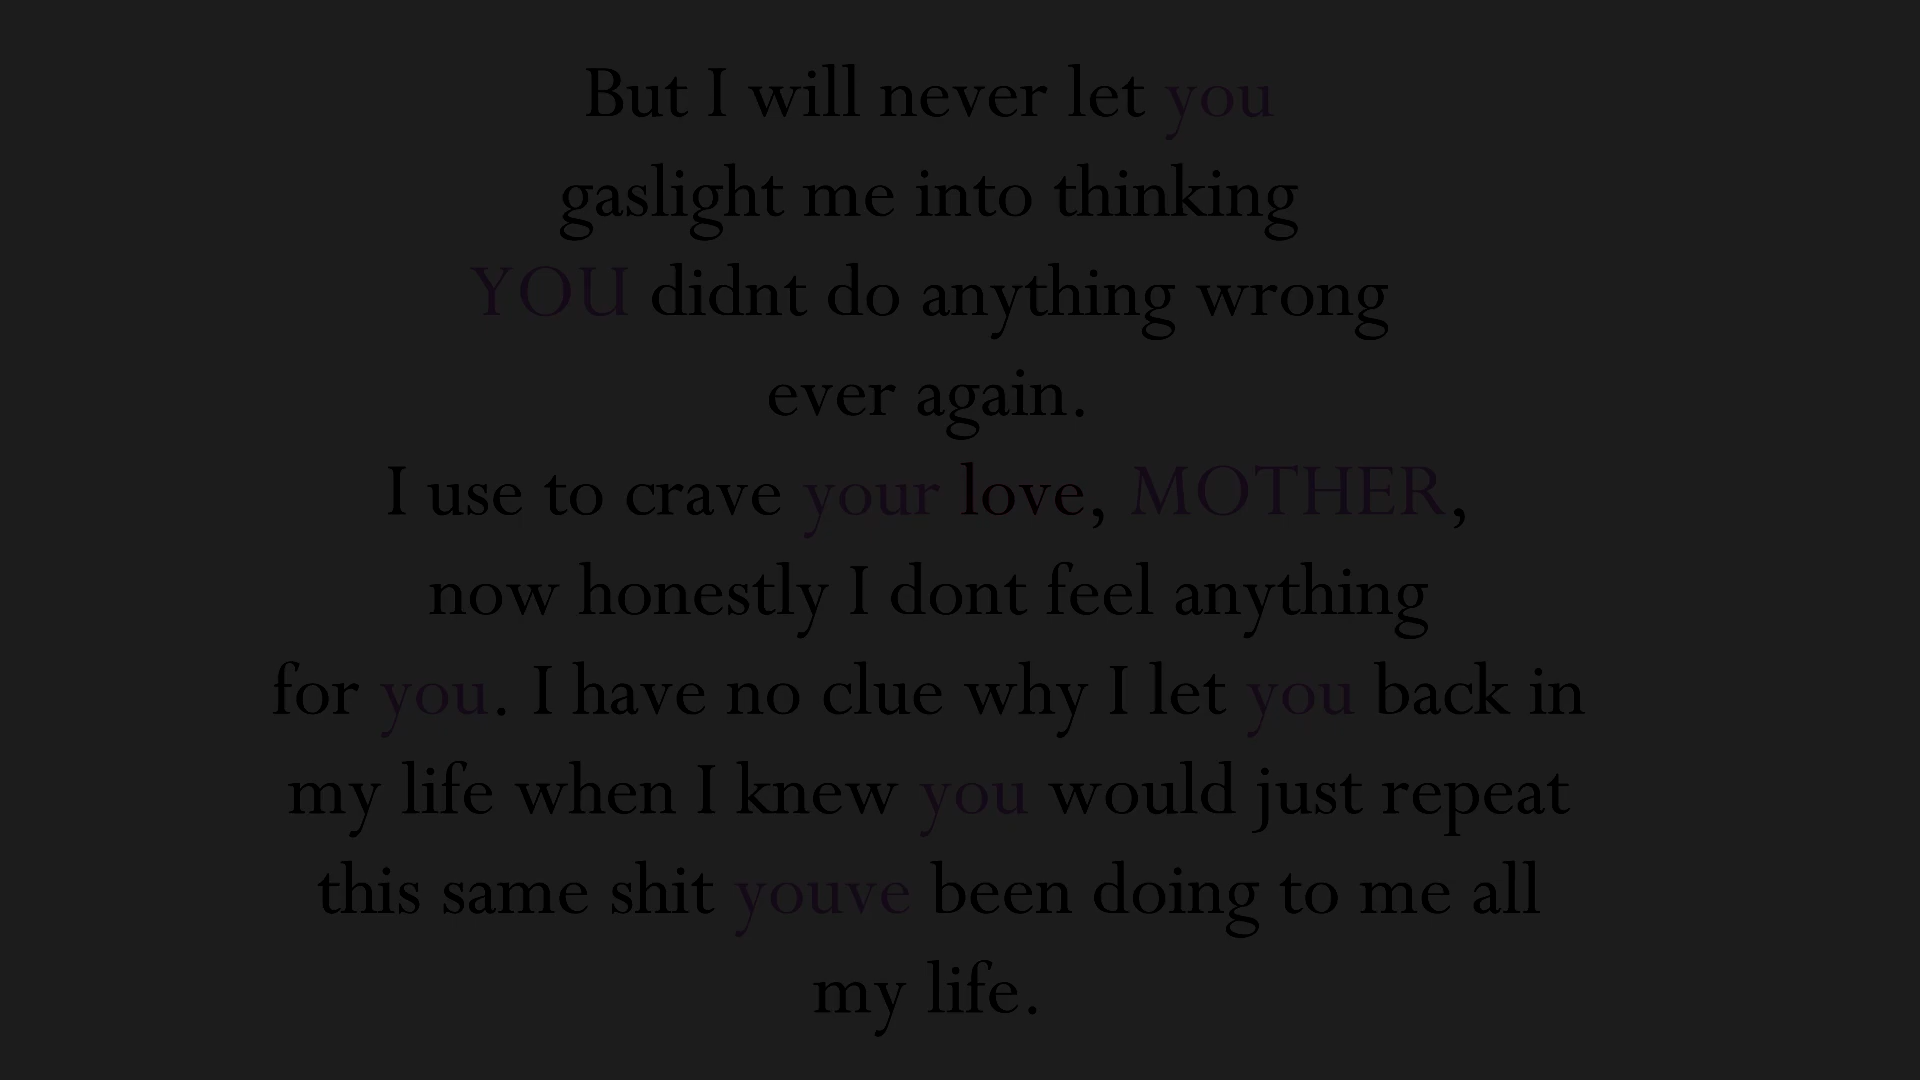 But I will never let you
gaslight me into thinking
YOU didnt do anything wrong
ever again.
I use to crave your love, MOTHER,
now honestly I dont feel anything
for you. I have no clue why I let you back in
my life when I knew you would just repeat
this same shit youve been doing to me all
my life.